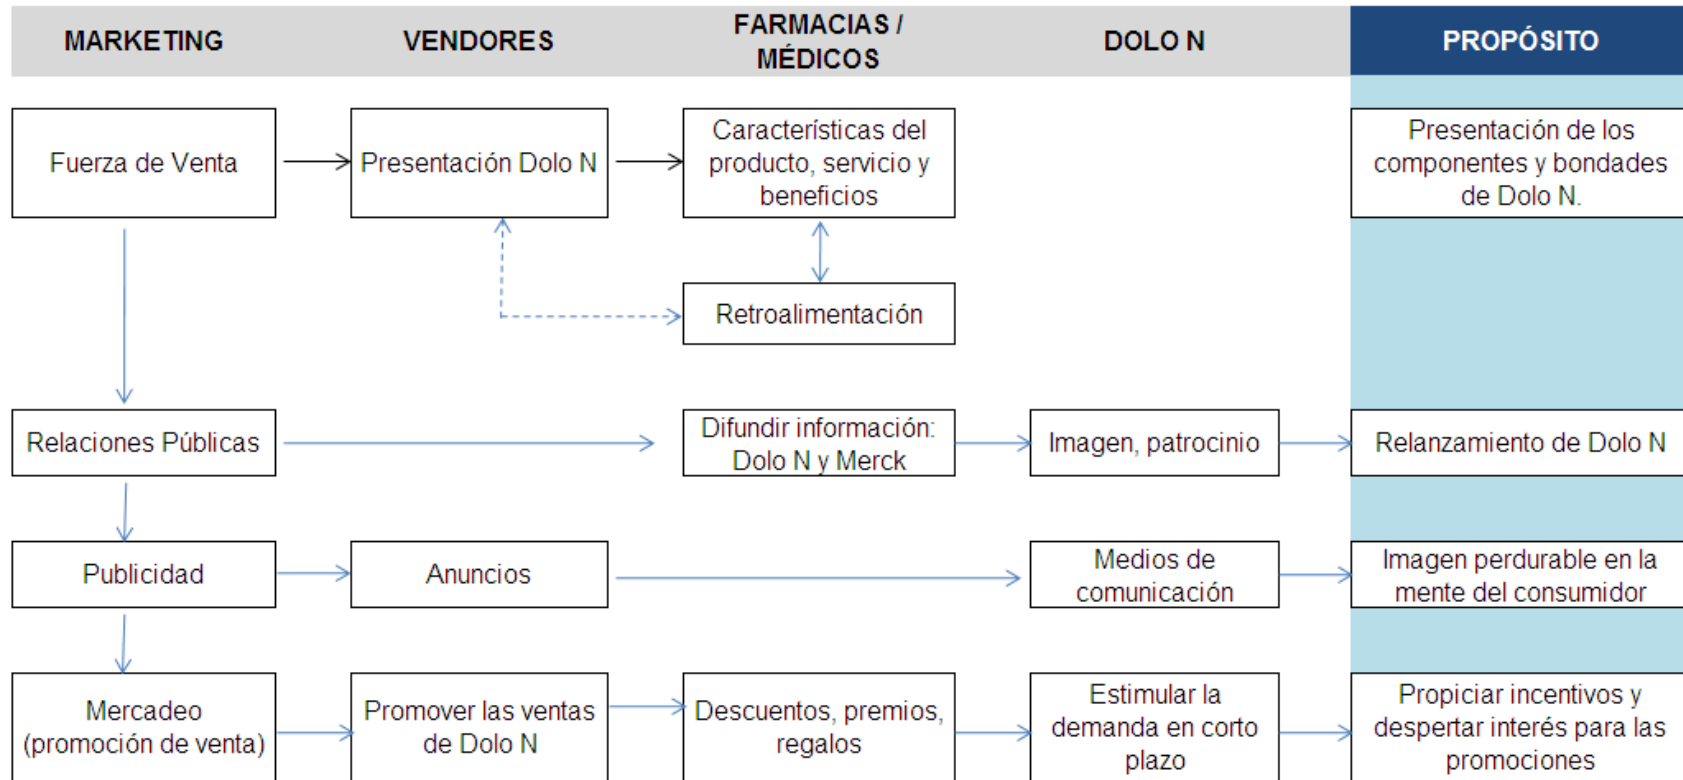 MARKETING
VENDORES
FARMACIAS /
MÉDICOS
DOLO N
PROPÓSITO
Fuerza de Venta
Presentación Dolo N
Características del
producto, servicio y
beneficios
Presentación de los
componentes y bondades
de Dolo N.
Retroalimentación
Relaciones Públicas
Difundir información:
Dolo N y Merck
Imagen, patrocinio
Relanzamiento de Dolo N
Publicidad
Anuncios
Medios de
comunicación
Imagen perdurable en la
mente del consumidor
Mercadeo
(promoción de venta)
Promover las ventas
de Dolo N
Descuentos, premios,
regalos
Estimular la
demanda en corto
plazo
Propiciar incentivos y
despertar interés para las
promociones